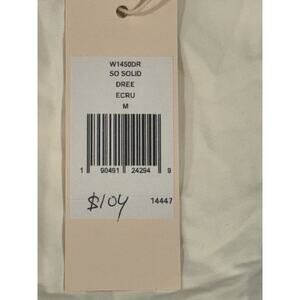 W1450DR
SO SOLID
DREE
ECRU
M
1 90491 24294 9
$104 14447